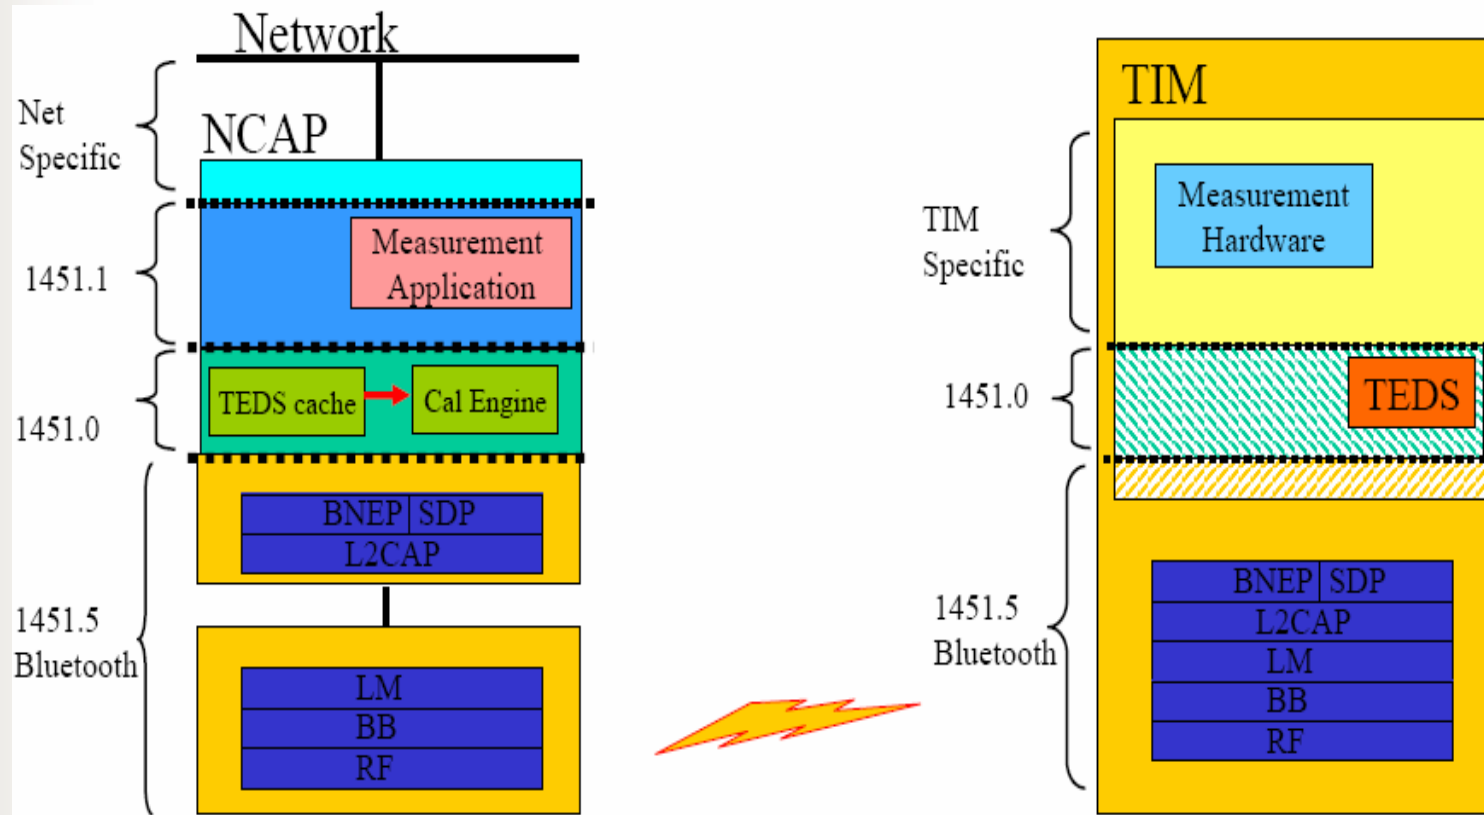 Network
Net
Specific
NCAP
Measurement
Application
1451.1
TEDS cache
Cal Engine
1451.0
BNEP SDP
L2CAP
1451.5
Bluetooth
LM
BB
RF
TIM
Measurement
Hardware
TIM
Specific
1451.0
TEDS
BNEP SDP
L2CAP
LM
BB
RF
1451.5
Bluetooth